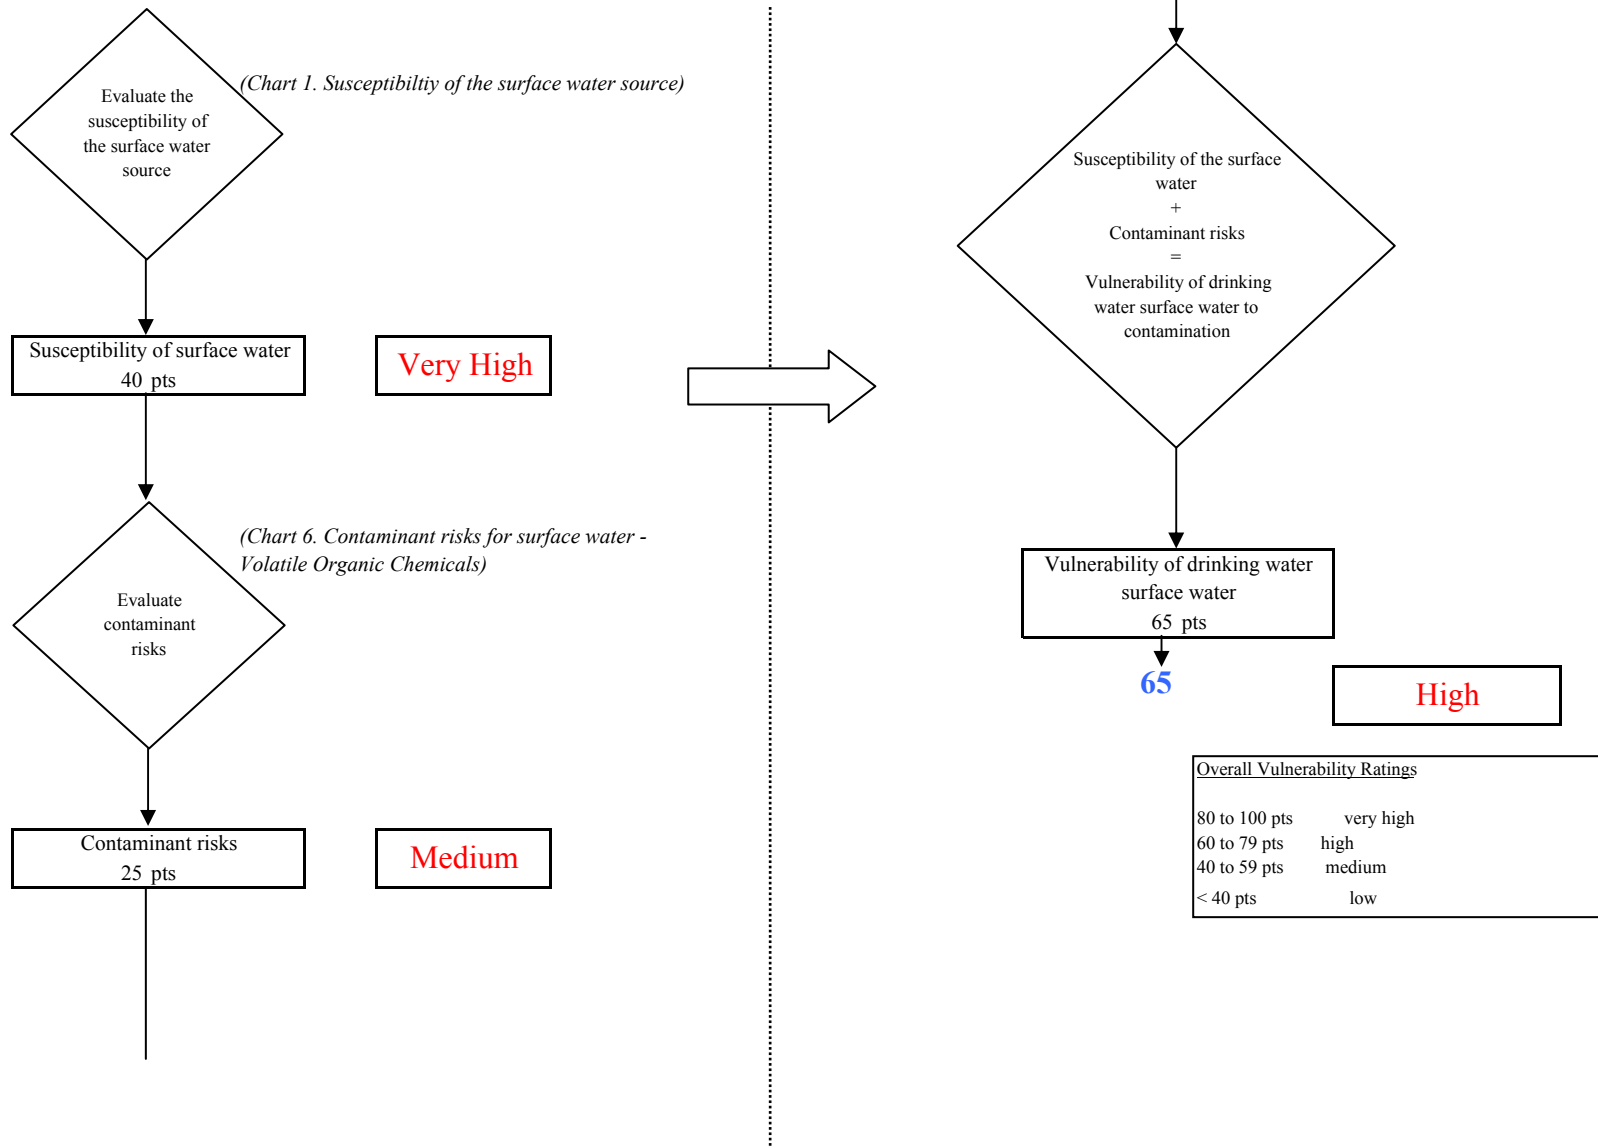 Evaluate the
susceptibility of
the surface water
source
(Chart 1. Susceptibiltiy of the surface water source)
Susceptibility of surface water
40 pts
Very High
(Chart 6. Contaminant risks for surface water -
Volatile Organic Chemicals)
Evaluate
contaminant
risks
Contaminant risks
25 pts
Medium
Susceptibility of the surface
water
+
Contaminant risks
=
Vulnerability of drinking
water surface water to
contamination
Vulnerability of drinking water
surface water
65 pts
65
High
Overall Vulnerability Ratings
80 to 100 pts very high
60 to 79 pts high
40 to 59 pts medium
< 40 pts low